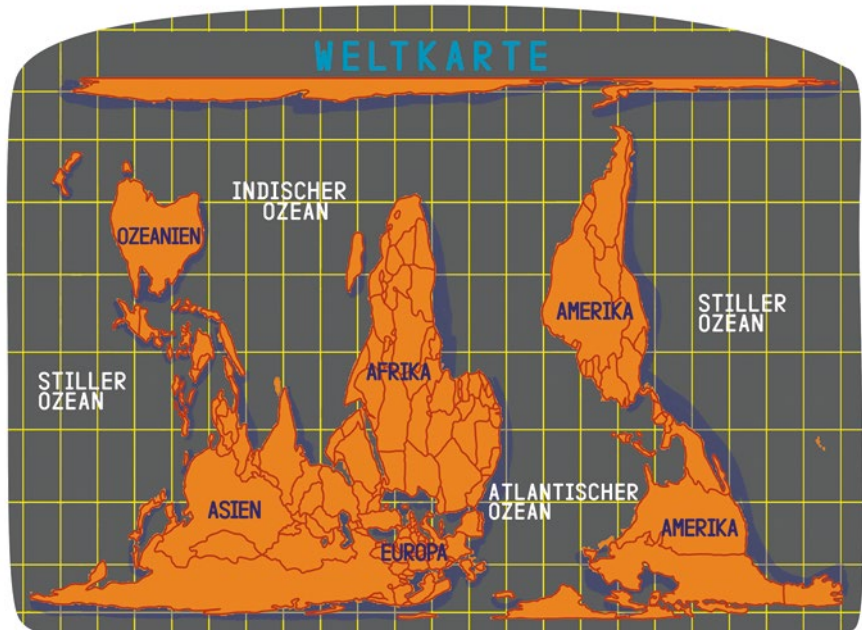 WELTKARTE
INDISCHER
OZEAN
OZEANIEN
AMERIKA
STILLER
OZEAN
STILLER
OZEAN
AFRIKA
ATLANTISCHER
OZEAN
ASIEN
EUROPA
AMERIKA